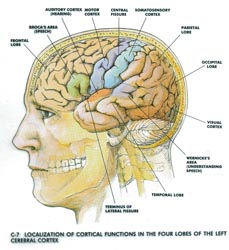 AUDITORY CORTEX
(HEARING)
MOTOR
CORTEX
CENTRAL
FISSURE
SOMATOSENSORY
CORTEX
BROCA'S AREA
(SPEECH)
PARIETAL
LOBE
FRONTAL
LOBE
OCCIPITAL
LOBE
VISUAL
CORTEX
WERNICKE'S
AREA
(UNDERSTANDING
SPEECH)
TEMPORAL LOBE
TERMINUS OF
LATERAL FISSURE
C-7 LOCALIZATION OF CORTICAL FUNCTIONS IN THE FOUR LOBES OF THE LEFT
CEREBRAL CORTEX